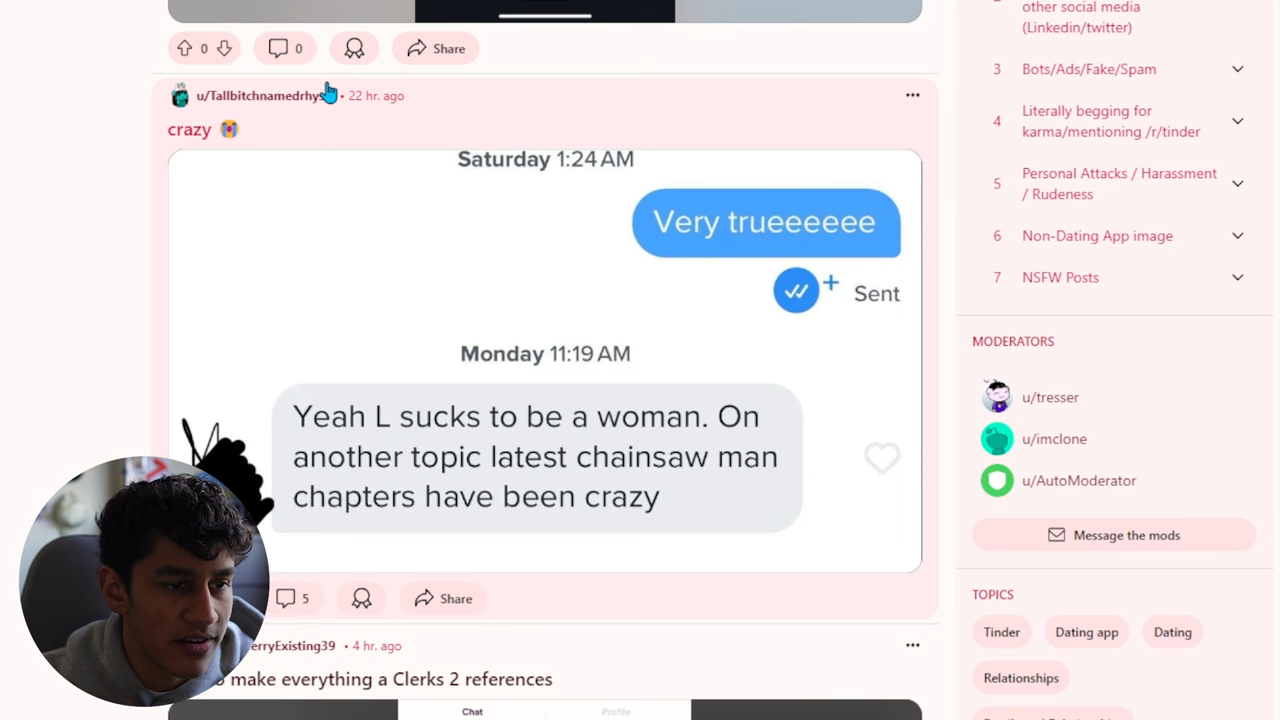 0
0
Share
u/Tallbitchnamedrhys • 22 hr. ago
crazy
Saturday 1:24 AM
Very trueeeeee
Sent
Monday 11:19 AM
Yeah L sucks to be a woman. On
another topic latest chainsaw man
chapters have been crazy
5
Share
erryExisting39 • 4 hr. ago
make everything a Clerks 2 references
Chat
Profile
other social media
(Linkedin/twitter)
3 Bots/Ads/Fake/Spam
4 Literally begging for
karma/mentioning /r/tinder
5 Personal Attacks / Harassment
/ Rudeness
6 Non-Dating App image
7 NSFW Posts
MODERATORS
u/tresser
u/imclone
u/AutoModerator
Message the mods
TOPICS
Tinder
Dating app
Dating
Relationships